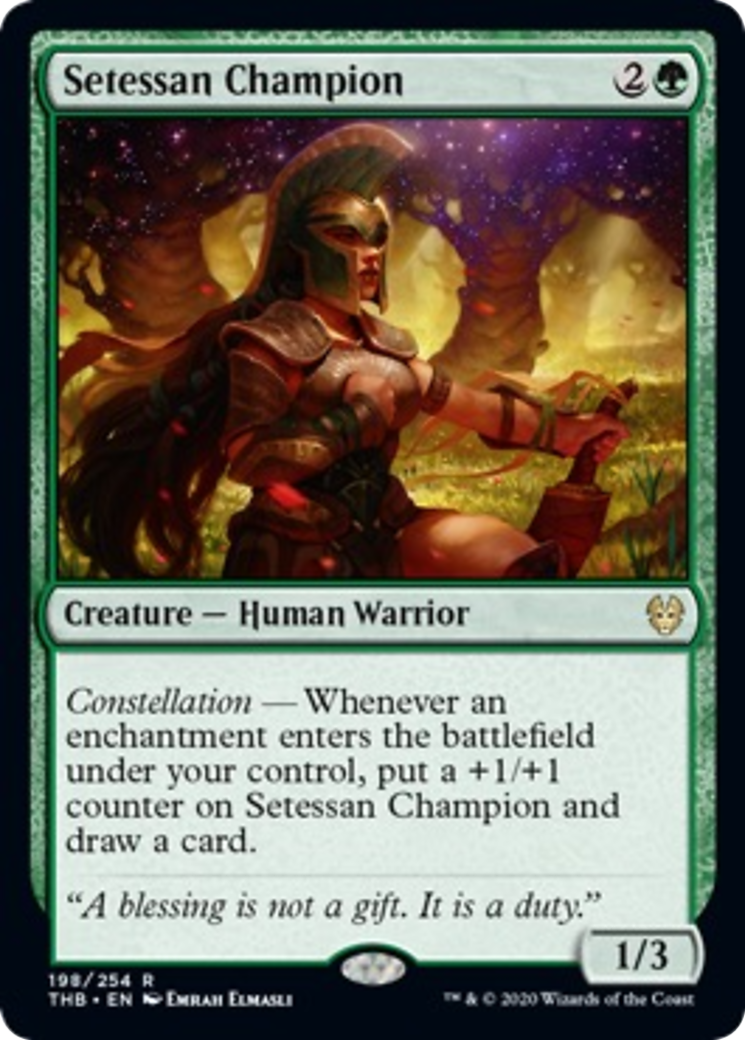 Setessan Champion 2
Creature — Human Warrior
Constellation — Whenever an
enchantment enters the battlefield
under your control, put a +1/+1
counter on Setessan Champion and
draw a card.
“A blessing is not a gift. It is a duty.”
1/3
198/254 R
THB • EN Emrah Elmasli
™ & © 2020 Wizards of the Coast